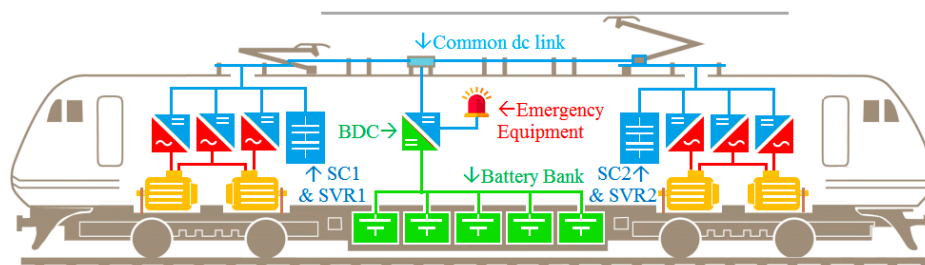 ↓Common dc link
←Emergency
Equipment
BDC→
↑ SC1
& SVR1
↓Battery Bank
SC2↑
& SVR2